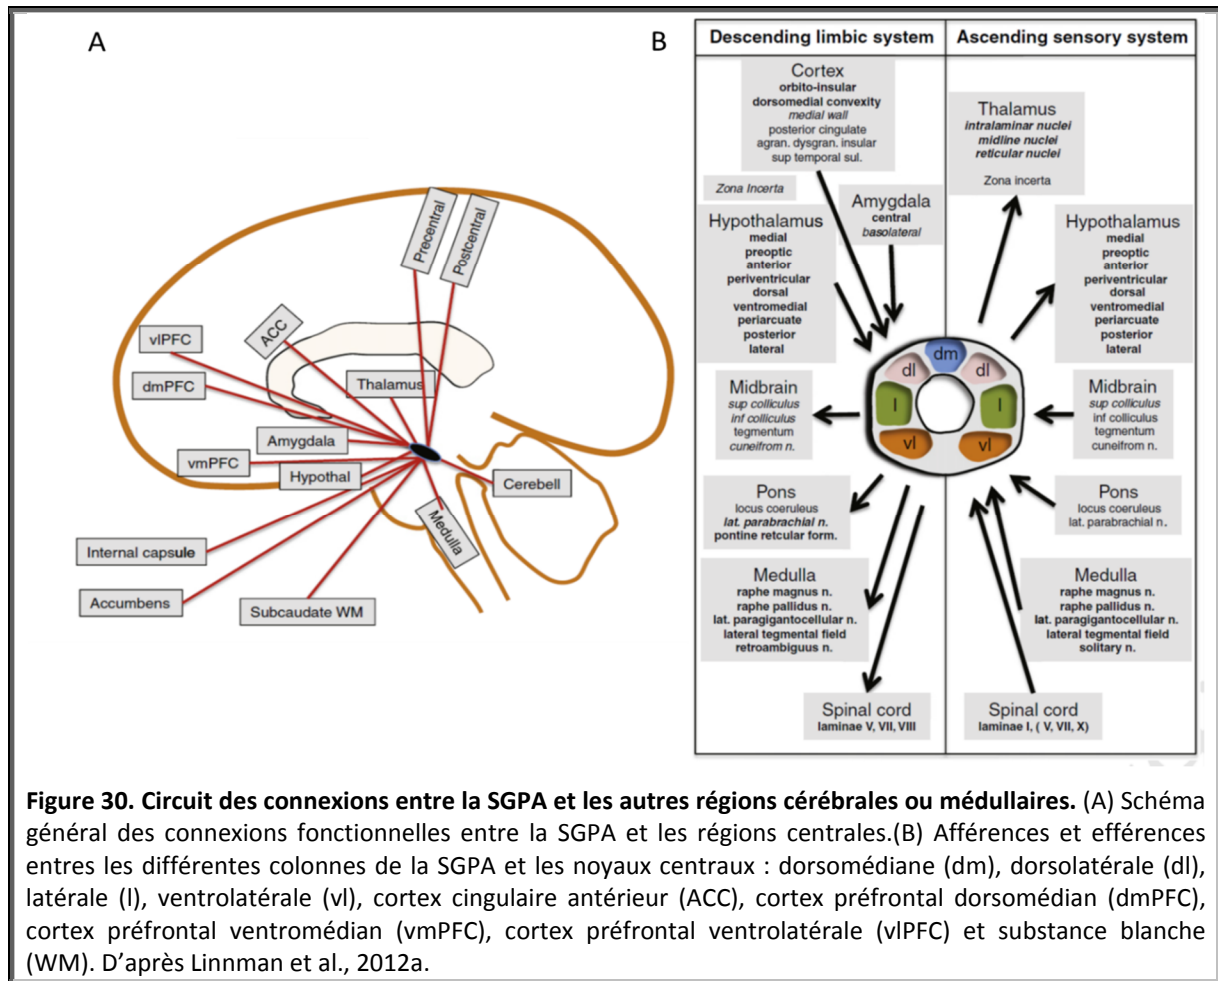 A
B
Descending limbic system
Ascending sensory system
Cortex
orbito-insular
dorsomedial convexity
medial wall
posterior cingulate
agran. dysgran. insular
sup temporal sul.
Thalamus
intralaminar nuclei
midline nuclei
reticular nuclei
Zona incerta
Zona Incerta
Amygdala
central
basolateral
Hypothalamus
medial
preoptic
anterior
periventricular
dorsal
ventromedial
periarcuate
posterior
lateral
Hypothalamus
medial
preoptic
anterior
periventricular
dorsal
ventromedial
periarcuate
posterior
lateral
dm
dl
dl
l
l
vl
vl
Midbrain
sup colliculus
inf colliculus
tegmentum
cuneifrom n.
Midbrain
sup colliculus
inf colliculus
tegmentum
cuneifrom n.
Pons
locus coeruleus
lat. parabrachial n.
pontine retcular form.
Pons
locus coeruleus
lat. parabrachial n.
Medulla
raphe magnus n.
raphe pallidus n.
lat. paragigantocellular n.
lateral tegmental field
retroambiguus n.
Medulla
raphe magnus n.
raphe pallidus n.
lat. paragigantocellular n.
lateral tegmental field
solitary n.
Spinal cord
laminae V, VII, VIII
Spinal cord
laminae I, ( V, VII, X)
Precentral
Postcentral
ACC
vlPFC
dmPFC
Thalamus
Amygdala
vmPFC
Hypothal
Cerebell
Medulla
Internal capsule
Accumbens
Subcaudate WM
Figure 30. Circuit des connexions entre la SGPA et les autres régions cérébrales ou médullaires. (A) Schéma
général des connexions fonctionnelles entre la SGPA et les régions centrales.(B) Afférences et efférences
entres les différentes colonnes de la SGPA et les noyaux centraux : dorsomédiane (dm), dorsolatérale (dl),
latérale (l), ventrolatérale (vl), cortex cingulaire antérieur (ACC), cortex préfrontal dorsomédian (dmPFC),
cortex préfrontal ventromédian (vmPFC), cortex préfrontal ventrolatérale (vlPFC) et substance blanche
(WM). D’après Linnman et al., 2012a.